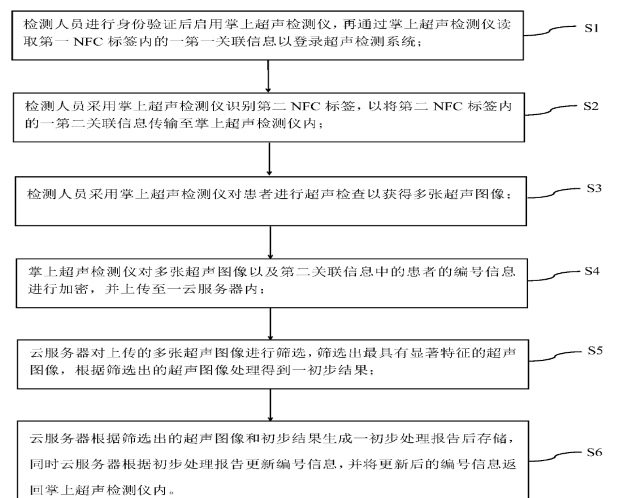 检测人员进行身份验证后启用掌上超声检测仪,再通过掌上超声检测仪读
取第一 NFC 标签内的一第一关联信息以登录超声检测系统;
S1
检测人员采用掌上超声检测仪识别第二 NFC 标签,以将第二 NFC 标签内
的一第二关联信息传输至掌上超声检测仪内;
S2
检测人员采用掌上超声检测仪对患者进行超声检查以获得多张超声图像;
S3
掌上超声检测仪对多张超声图像以及第二关联信息中的患者的编号信息
进行加密,并上传至一云服务器内;
S4
云服务器对上传的多张超声图像进行筛选,筛选出最具有显著特征的超声
图像,根据筛选出的超声图像处理得到一初步结果;
S5
云服务器根据筛选出的超声图像和初步结果生成一初步处理报告后存储,
同时云服务器根据初步处理报告更新编号信息,并将更新后的编号信息返
回掌上超声检测仪内。
S6